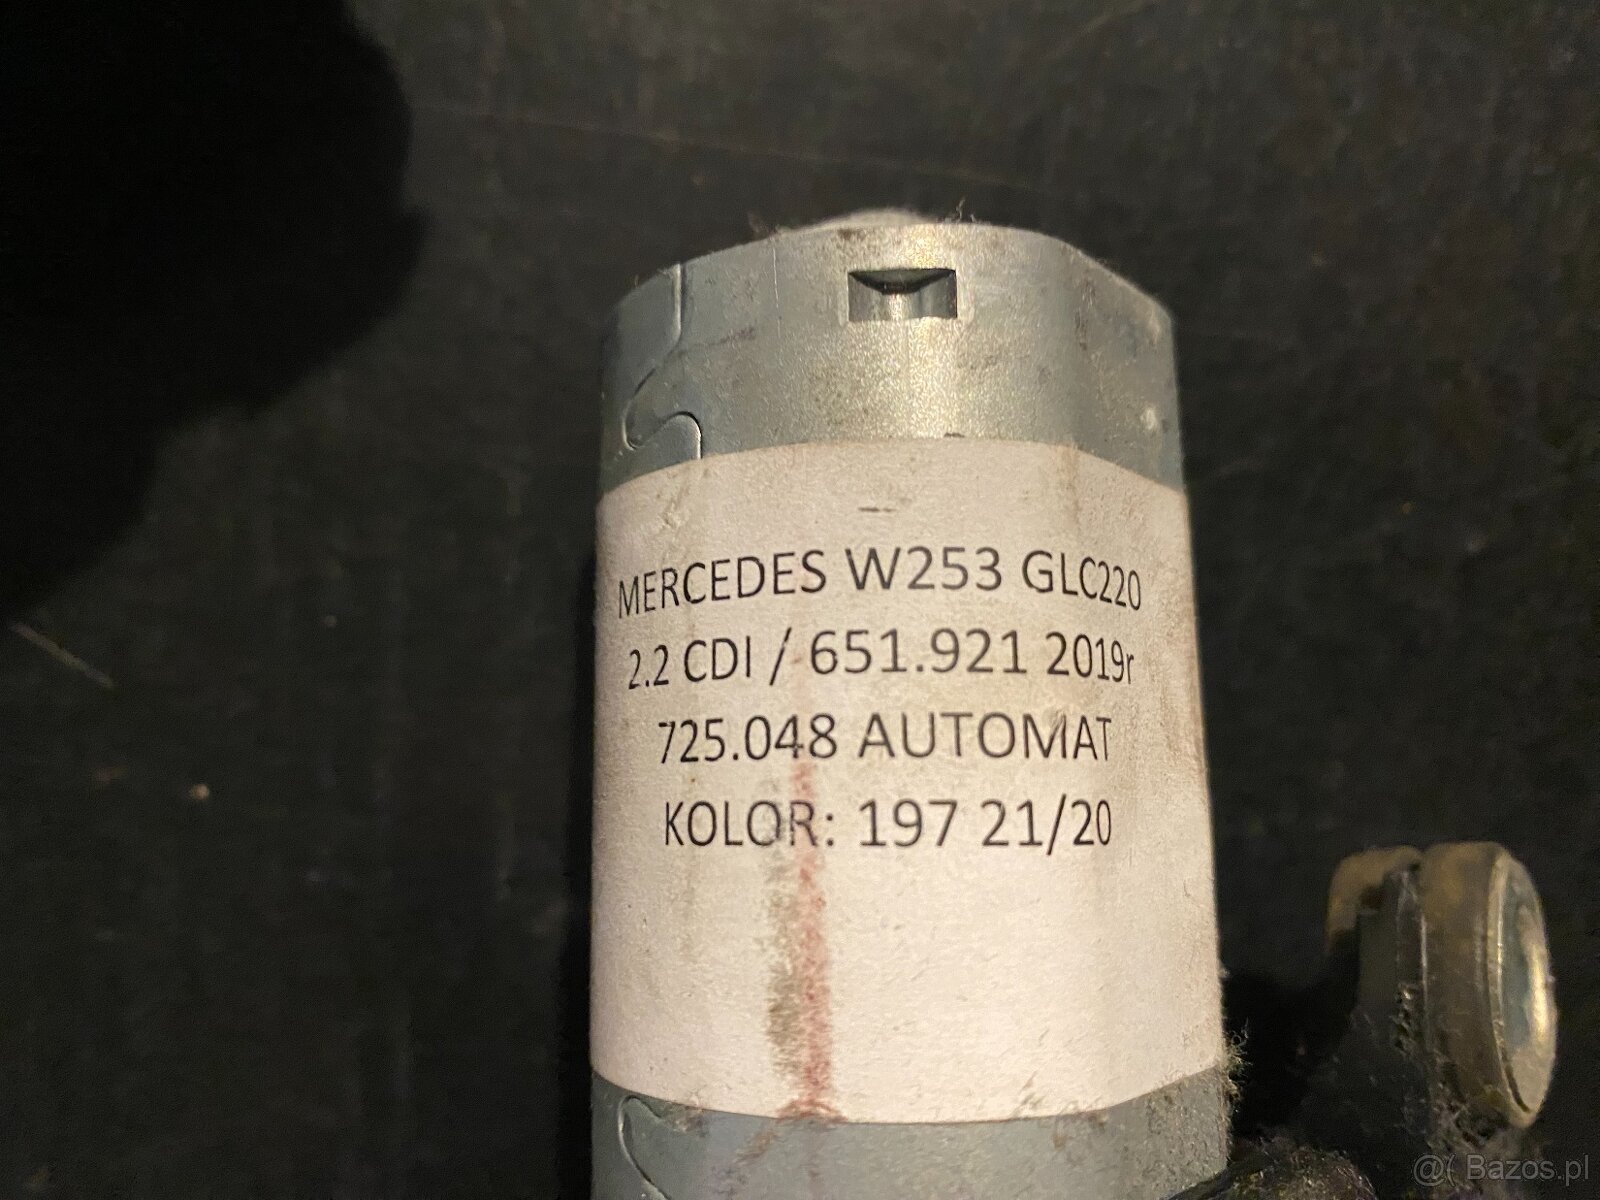 MERCEDES W253 GLC220
2.2 CDI / 651.921 2019r
725.048 AUTOMAT
KOLOR: 197 21/20
@( Bazos.pl